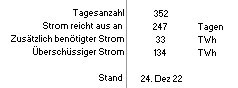 Tagesanzahl 352
Strom reicht aus an 247 Tagen
Zusätzlich benötigter Strom 33 TWh
Überschüssiger Strom 134 TWh
Stand 24. Dez 22